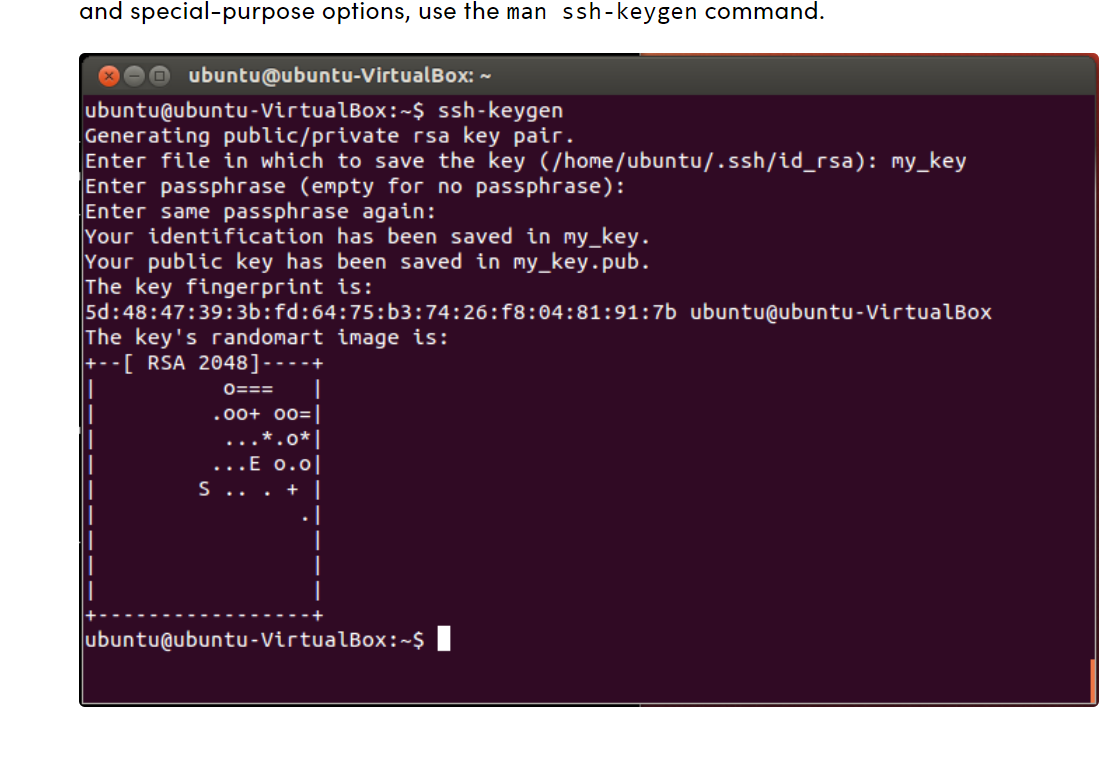 and special-purpose options, use the man ssh-keygen command.
ubuntu@ubuntu-VirtualBox: ~
ubuntu@ubuntu-VirtualBox:~$ ssh-keygen
Generating public/private rsa key pair.
Enter file in which to save the key (/home/ubuntu/.ssh/id_rsa): my_key
Enter passphrase (empty for no passphrase):
Enter same passphrase again:
Your identification has been saved in my_key.
Your public key has been saved in my_key.pub.
The key fingerprint is:
5d:48:47:39:3b:fd:64:75:b3:74:26:f8:04:81:91:7b ubuntu@ubuntu-VirtualBox
The key's randomart image is:
+--[ RSA 2048]----+
|          o===   |
|         .oo+ oo=|
|          ...*.o*|
|         ...E o.o|
|        S .. . + |
|                .|
|                 |
|                 |
|                 |
+-----------------+
ubuntu@ubuntu-VirtualBox:~$